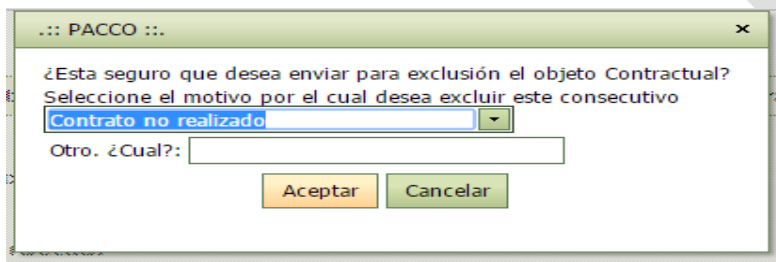 .:: PACCO ::.
x
¿Esta seguro que desea enviar para exclusión el objeto Contractual?
Seleccione el motivo por el cual desea excluir este consecutivo
Contrato no realizado
Otro. ¿Cual?:
Aceptar Cancelar